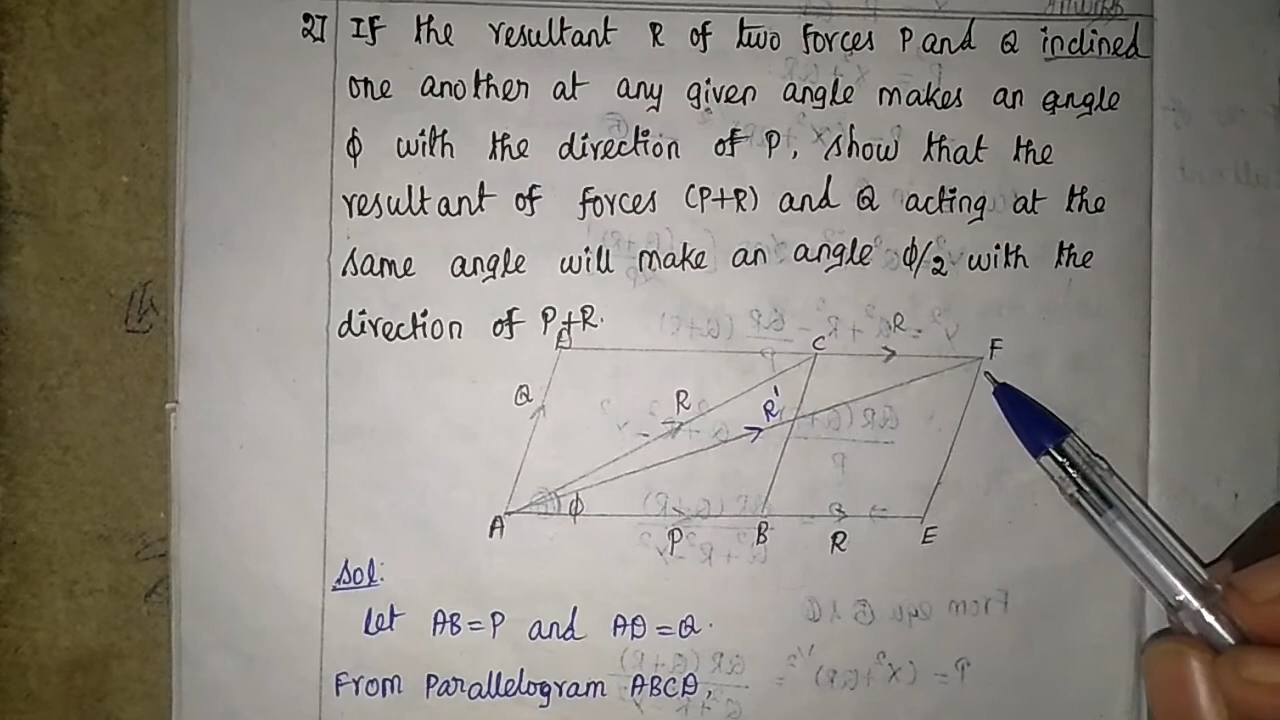 2] If the resultant R of two forces P and Q inclined
one another at any given angle makes an angle
ϕ with the direction of P, show that the
resultant of forces (P+R) and Q acting at the
same angle will make an angle ϕ/2 with the
direction of P+R.
D C R F
Q R R'
ϕ
A P B R E
Sol:
Let AB=P and AD=Q.
From Parallelogram ABCD,